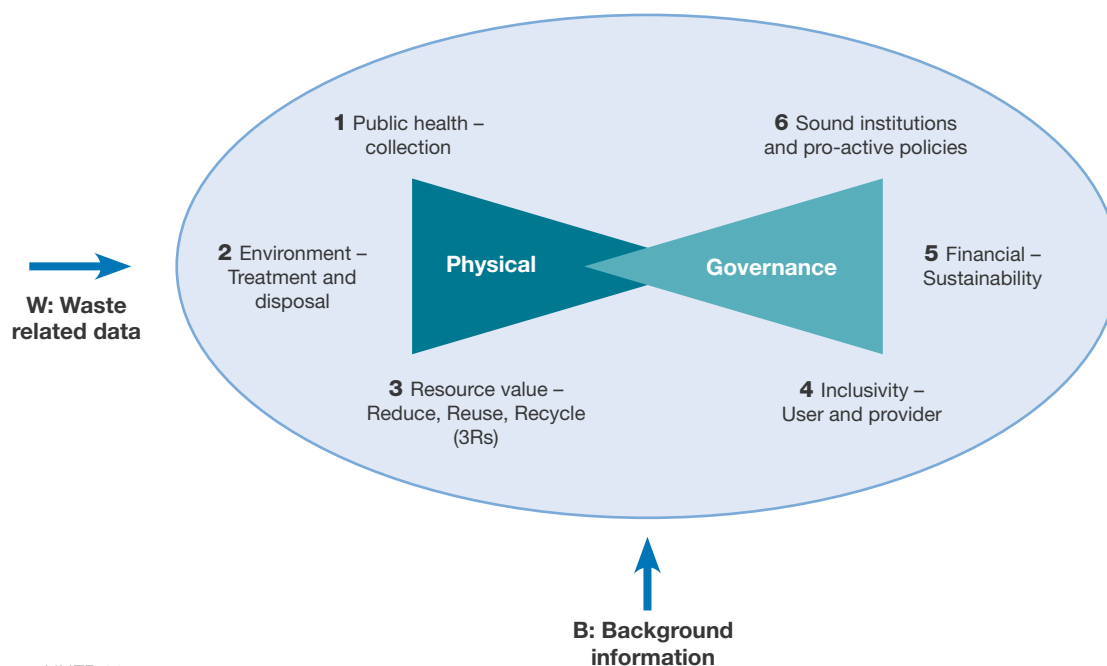 1 Public health –
collection
6 Sound institutions
and pro-active policies
2 Environment –
Treatment and
disposal
Physical
Governance
5 Financial –
Sustainability
W: Waste
related data
3 Resource value –
Reduce, Reuse, Recycle
(3Rs)
4 Inclusivity –
User and provider
B: Background
information